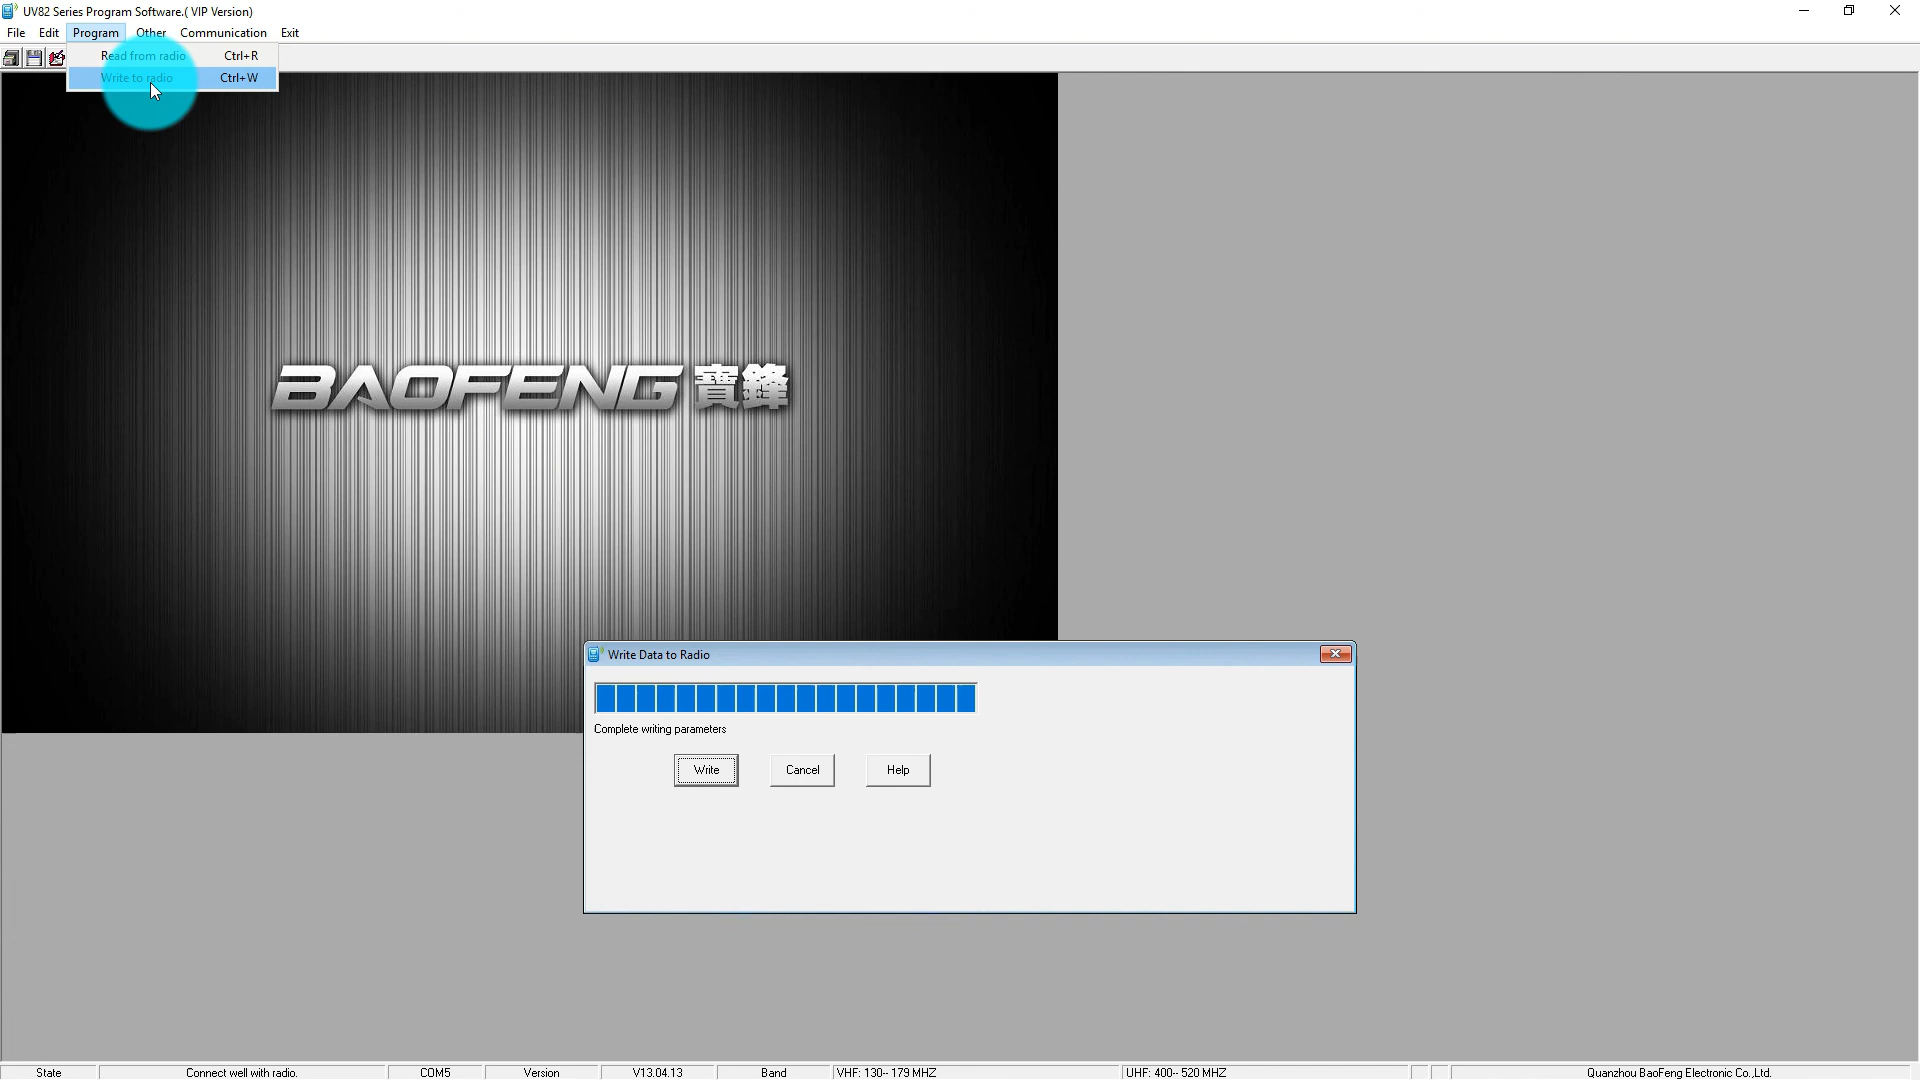 UV82 Series Program Software.( VIP Version)
File Edit Program Other Communication Exit
Read from radio Ctrl+R
Write to radio Ctrl+W
BAOFENG 寶鋒
Write Data to Radio
Complete writing parameters
Write Cancel Help
State Connect well with radio. COM5 Version V13.04.13 Band VHF: 130-- 179 MHZ UHF: 400-- 520 MHZ Quanzhou BaoFeng Electronic Co.,Ltd.